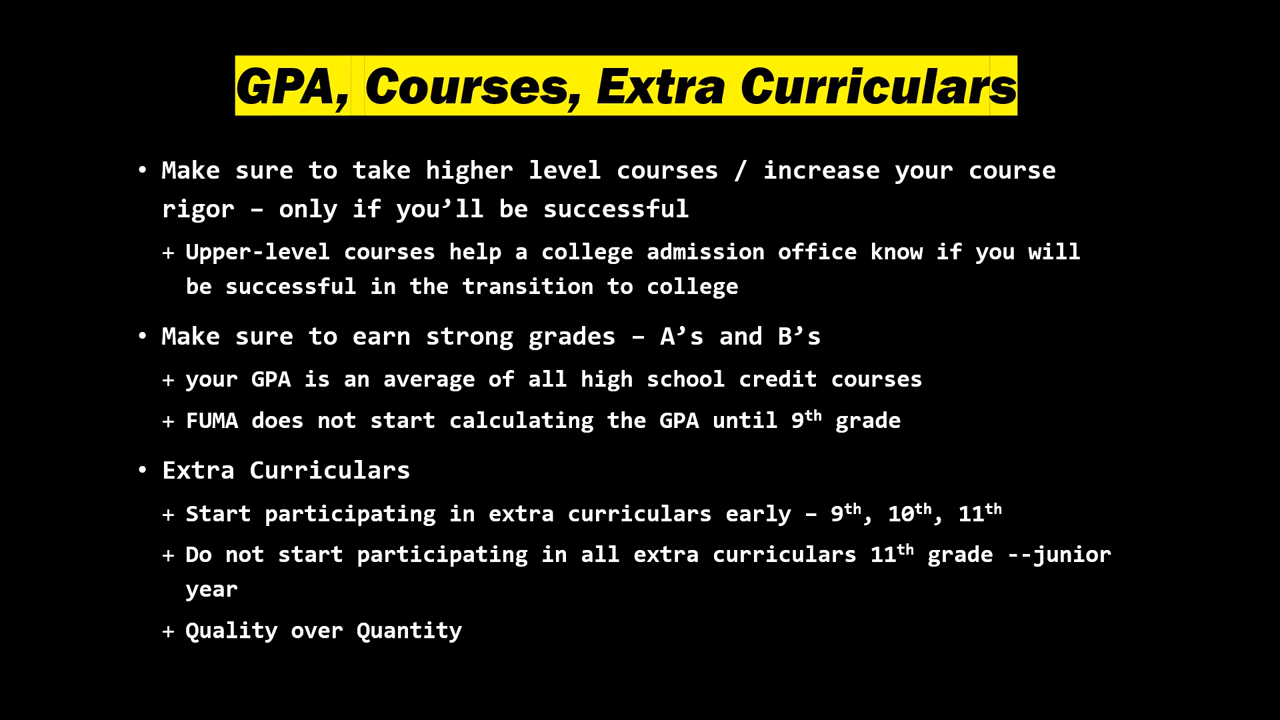 GPA, Courses, Extra Curriculars
• Make sure to take higher level courses / increase your course
rigor – only if you’ll be successful
+ Upper-level courses help a college admission office know if you will
be successful in the transition to college
• Make sure to earn strong grades – A’s and B’s
+ your GPA is an average of all high school credit courses
+ FUMA does not start calculating the GPA until 9th grade
• Extra Curriculars
+ Start participating in extra curriculars early – 9th, 10th, 11th
+ Do not start participating in all extra curriculars 11th grade --junior
year
+ Quality over Quantity